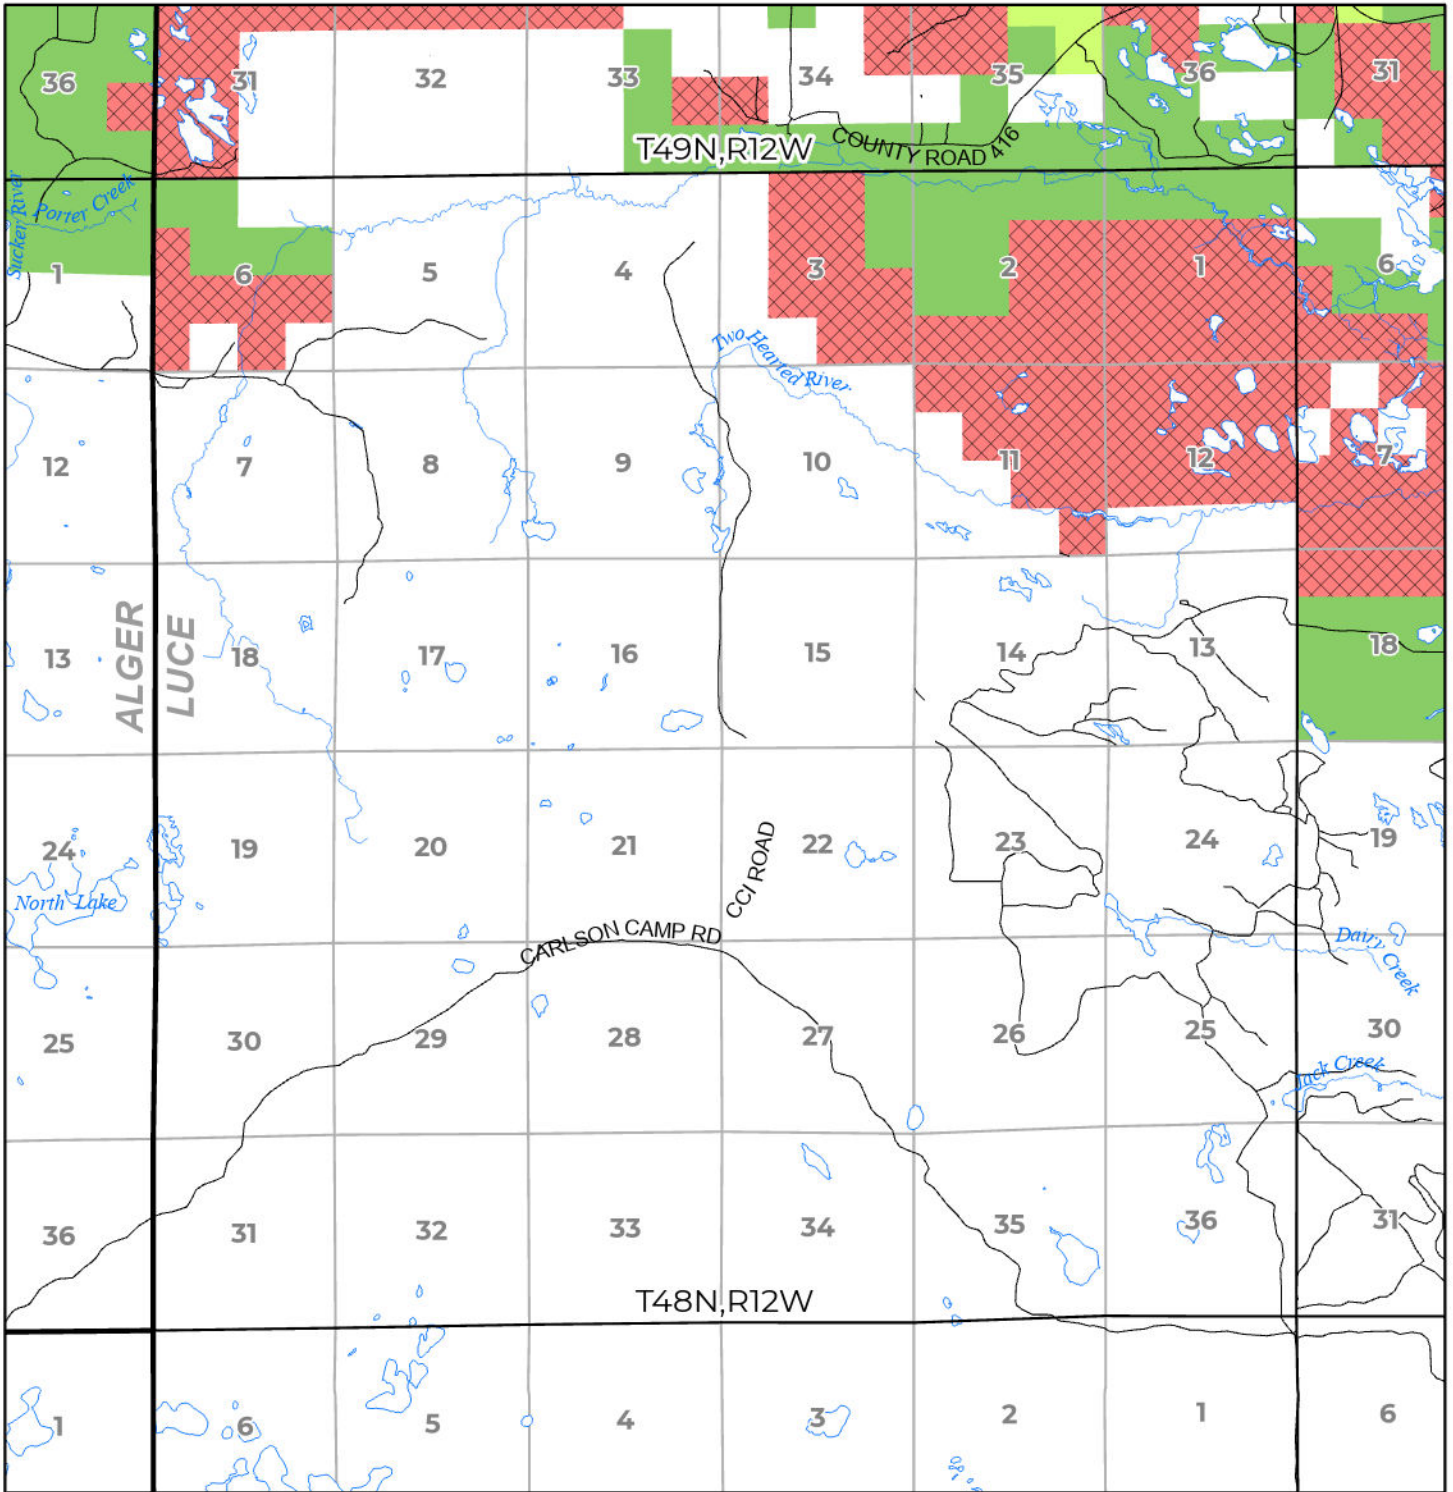 36 31 32 33 34 35 36 31
T49N,R12W
COUNTY ROAD 416
Sucker River
Porter Creek
1 6 5 4 3 2 1 6
Two Hearted River
12 7 8 9 10 11 12 7
ALGER
LUCE
13 18 17 16 15 14 13 18
24 19 20 21 22 23 24 19
North Lake
CCI ROAD
CARLSON CAMP RD
Dairy Creek
25 30 29 28 27 26 25 30
Jack Creek
36 31 32 33 34 35 36 31
T48N,R12W
1 6 5 4 3 2 1 6